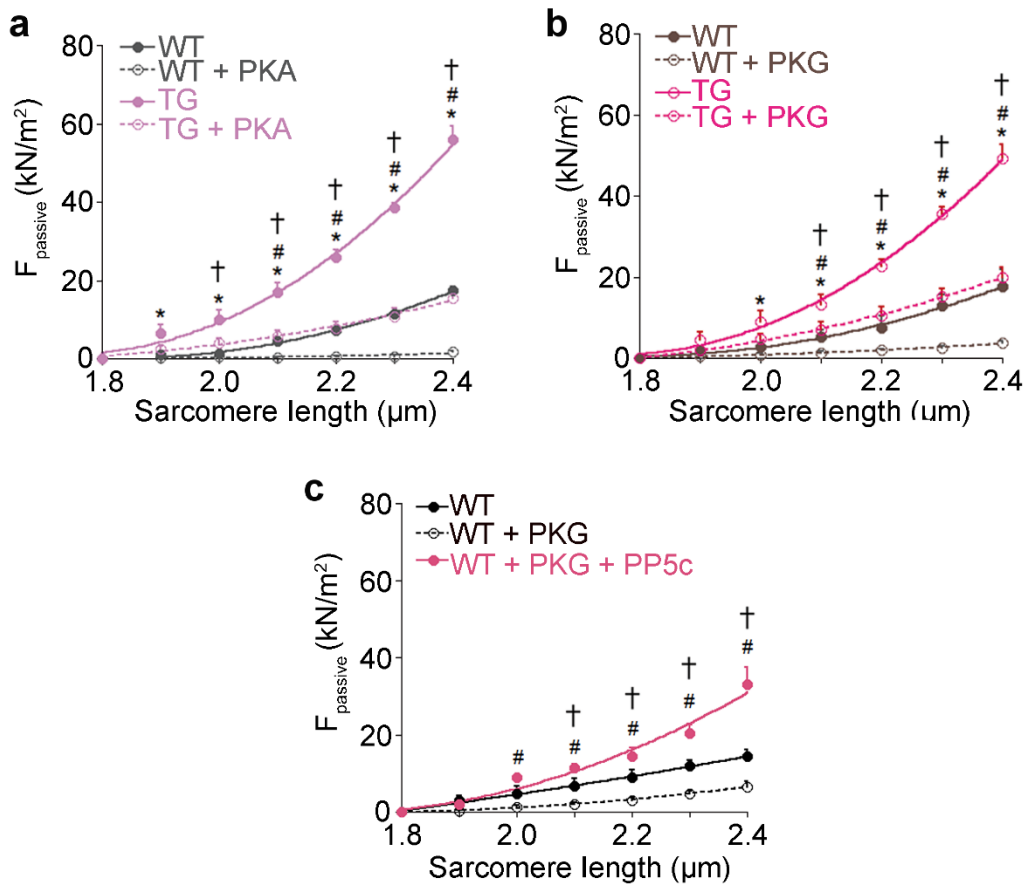 a
80
60
40
20
0
F passive (kN/m²)
WT
WT + PKA
TG
TG + PKA
*
† *
† # *
† # *
† # *
† # *
1.8 2.0 2.2 2.4
Sarcomere length (µm)
b
80
60
40
20
0
F passive (kN/m²)
WT
WT + PKG
TG
TG + PKG
*
† # *
† # *
† # *
† # *
1.8 2.0 2.2 2.4
Sarcomere length (µm)
c
80
60
40
20
0
F passive (kN/m²)
WT
WT + PKG
WT + PKG + PP5c
#
† #
† #
† #
† #
1.8 2.0 2.2 2.4
Sarcomere length (µm)